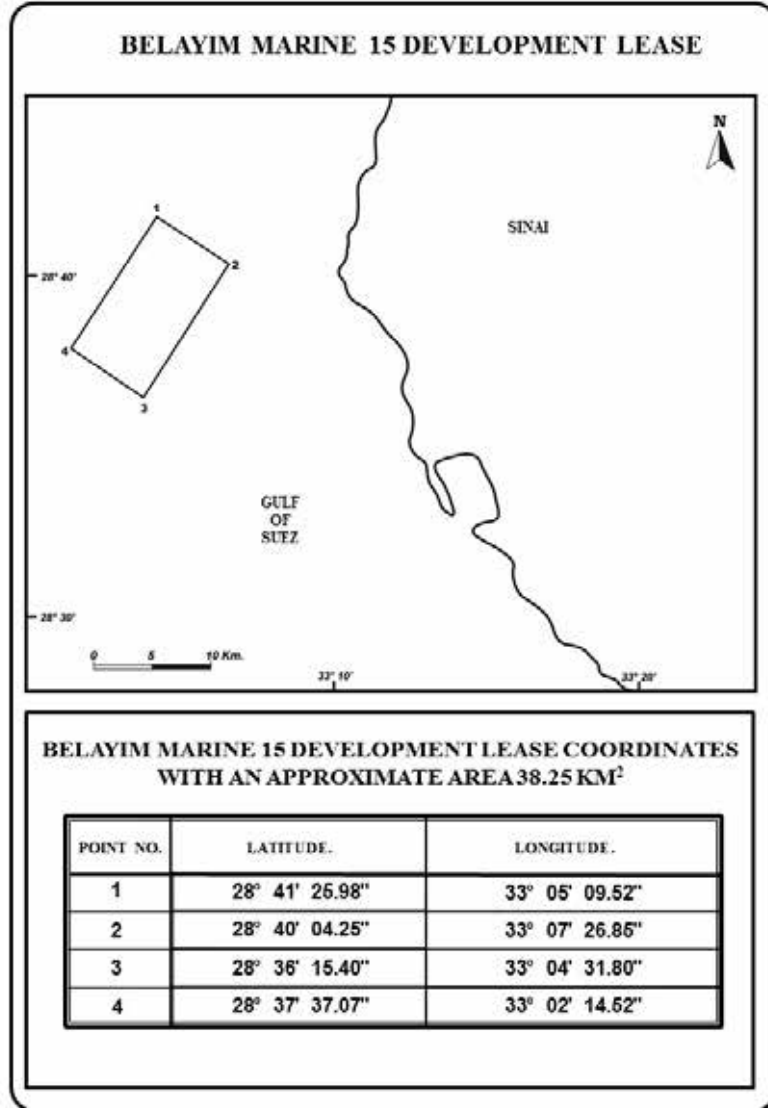 BELAYIM MARINE 15 DEVELOPMENT LEASE
N
SINAI
1
2
28° 40'
4
3
GULF
OF
SUEZ
28° 30'
0 5 10 Km.
33° 10' 33° 20'
BELAYIM MARINE 15 DEVELOPMENT LEASE COORDINATES
WITH AN APPROXIMATE AREA 38.25 KM²
POINT NO. LATITUDE. LONGITUDE.
1 28° 41' 25.98" 33° 05' 09.52"
2 28° 40' 04.25" 33° 07' 26.85"
3 28° 36' 15.40" 33° 04' 31.80"
4 28° 37' 37.07" 33° 02' 14.52"